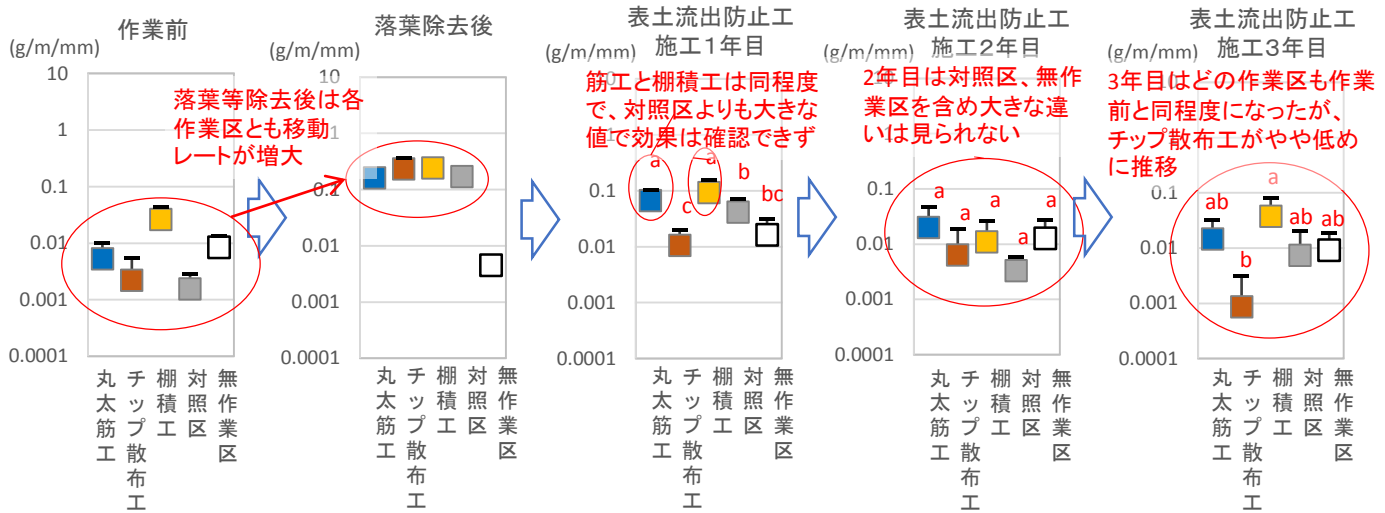 作業前
(g/m/mm)
10
1
0.1
0.01
0.001
0.0001
丸太筋工
チップ散布工
棚積工
対照区
無作業区
落葉等除去後は各
作業区とも移動
レートが増大
落葉除去後
(g/m/mm)
10
1
0.1
0.01
0.001
0.0001
丸太筋工
チップ散布工
棚積工
対照区
無作業区
表土流出防止工
施工1年目
(g/m/mm)
筋工と棚積工は同程度
で、対照区よりも大きな
値で効果は確認できず
a
c
a
b
bc
0.1
0.01
0.001
0.0001
丸太筋工
チップ散布工
棚積工
対照区
無作業区
表土流出防止工
施工2年目
(g/m/mm)
2年目は対照区、無作
業区を含め大きな違
いは見られない
a
a
a
a
a
0.1
0.01
0.001
0.0001
丸太筋工
チップ散布工
棚積工
対照区
無作業区
表土流出防止工
施工3年目
(g/m/mm)
3年目はどの作業区も作業
前と同程度になったが、
チップ散布工がやや低め
に推移
ab
b
a
ab
ab
0.1
0.01
0.001
0.0001
丸太筋工
チップ散布工
棚積工
対照区
無作業区